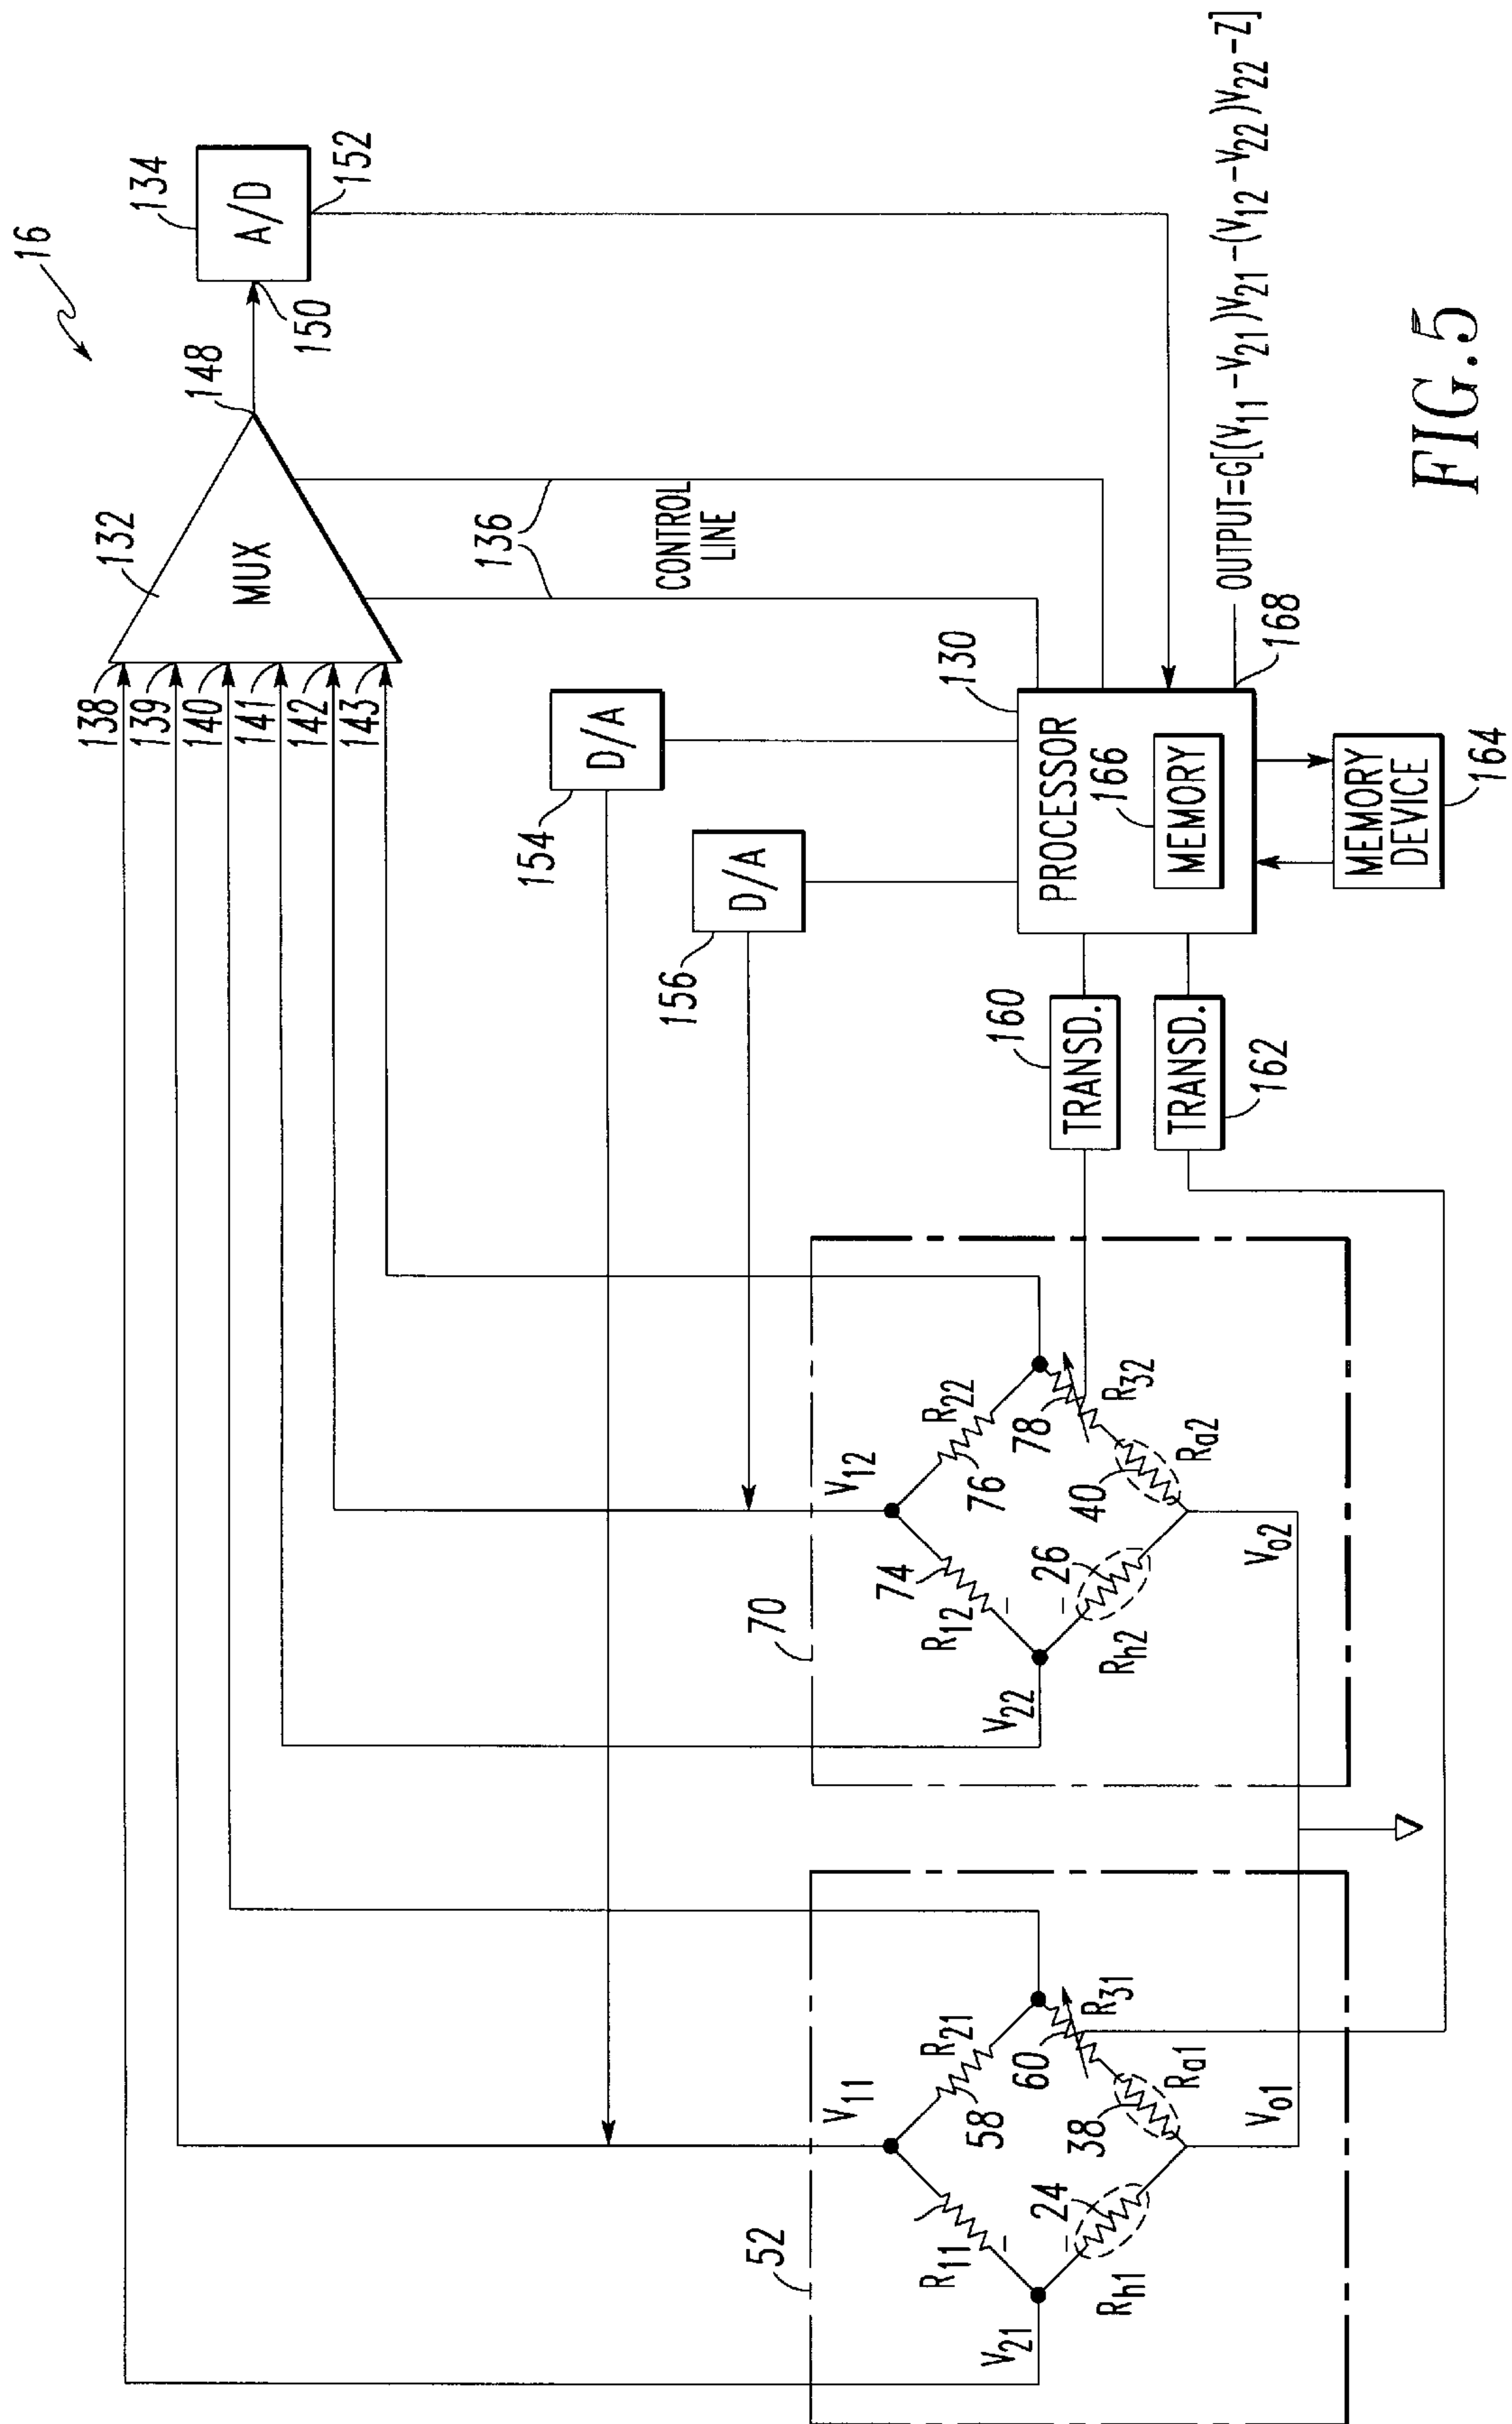 16
132
MUX
148
134
A/D
150
152
138
139
140
141
142
143
136
CONTROL
LINE
154
D/A
156
D/A
130
PROCESSOR
166
MEMORY
168
OUTPUT=G[(V11-V21)V21-(V12-V22)V22-Z]
160
TRANSD.
TRANSD.
162
MEMORY
DEVICE
164
52
V11
R11
R21
58
V21
Rh1
24
60
R31
38
Ra1
Vo1
70
V12
74
R12
R22
76
V22
Rh2
26
78
R32
40
Ra2
Vo2
FIG.5